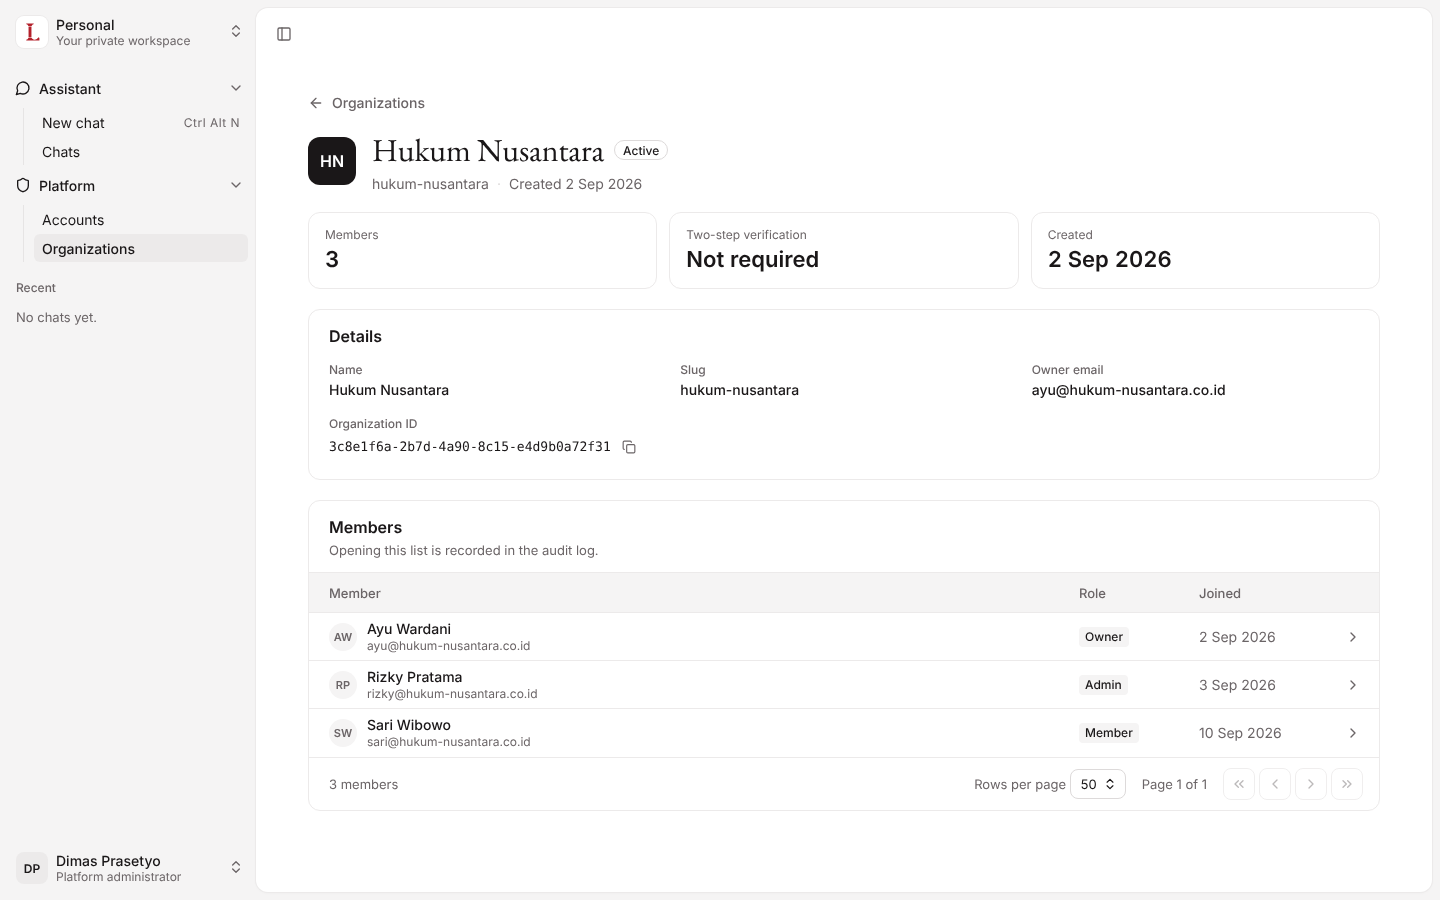 L
Personal
Your private workspace
Assistant
New chat
Ctrl Alt N
Chats
Platform
Accounts
Organizations
Recent
No chats yet.
DP
Dimas Prasetyo
Platform administrator
Organizations
HN
Hukum Nusantara
Active
hukum-nusantara · Created 2 Sep 2026
Members
3
Two-step verification
Not required
Created
2 Sep 2026
Details
Name
Hukum Nusantara
Slug
hukum-nusantara
Owner email
ayu@hukum-nusantara.co.id
Organization ID
3c8e1f6a-2b7d-4a90-8c15-e4d9b0a72f31
Members
Opening this list is recorded in the audit log.
Member Role Joined
AW
Ayu Wardani
ayu@hukum-nusantara.co.id
Owner
2 Sep 2026
RP
Rizky Pratama
rizky@hukum-nusantara.co.id
Admin
3 Sep 2026
SW
Sari Wibowo
sari@hukum-nusantara.co.id
Member
10 Sep 2026
3 members
Rows per page 50
Page 1 of 1